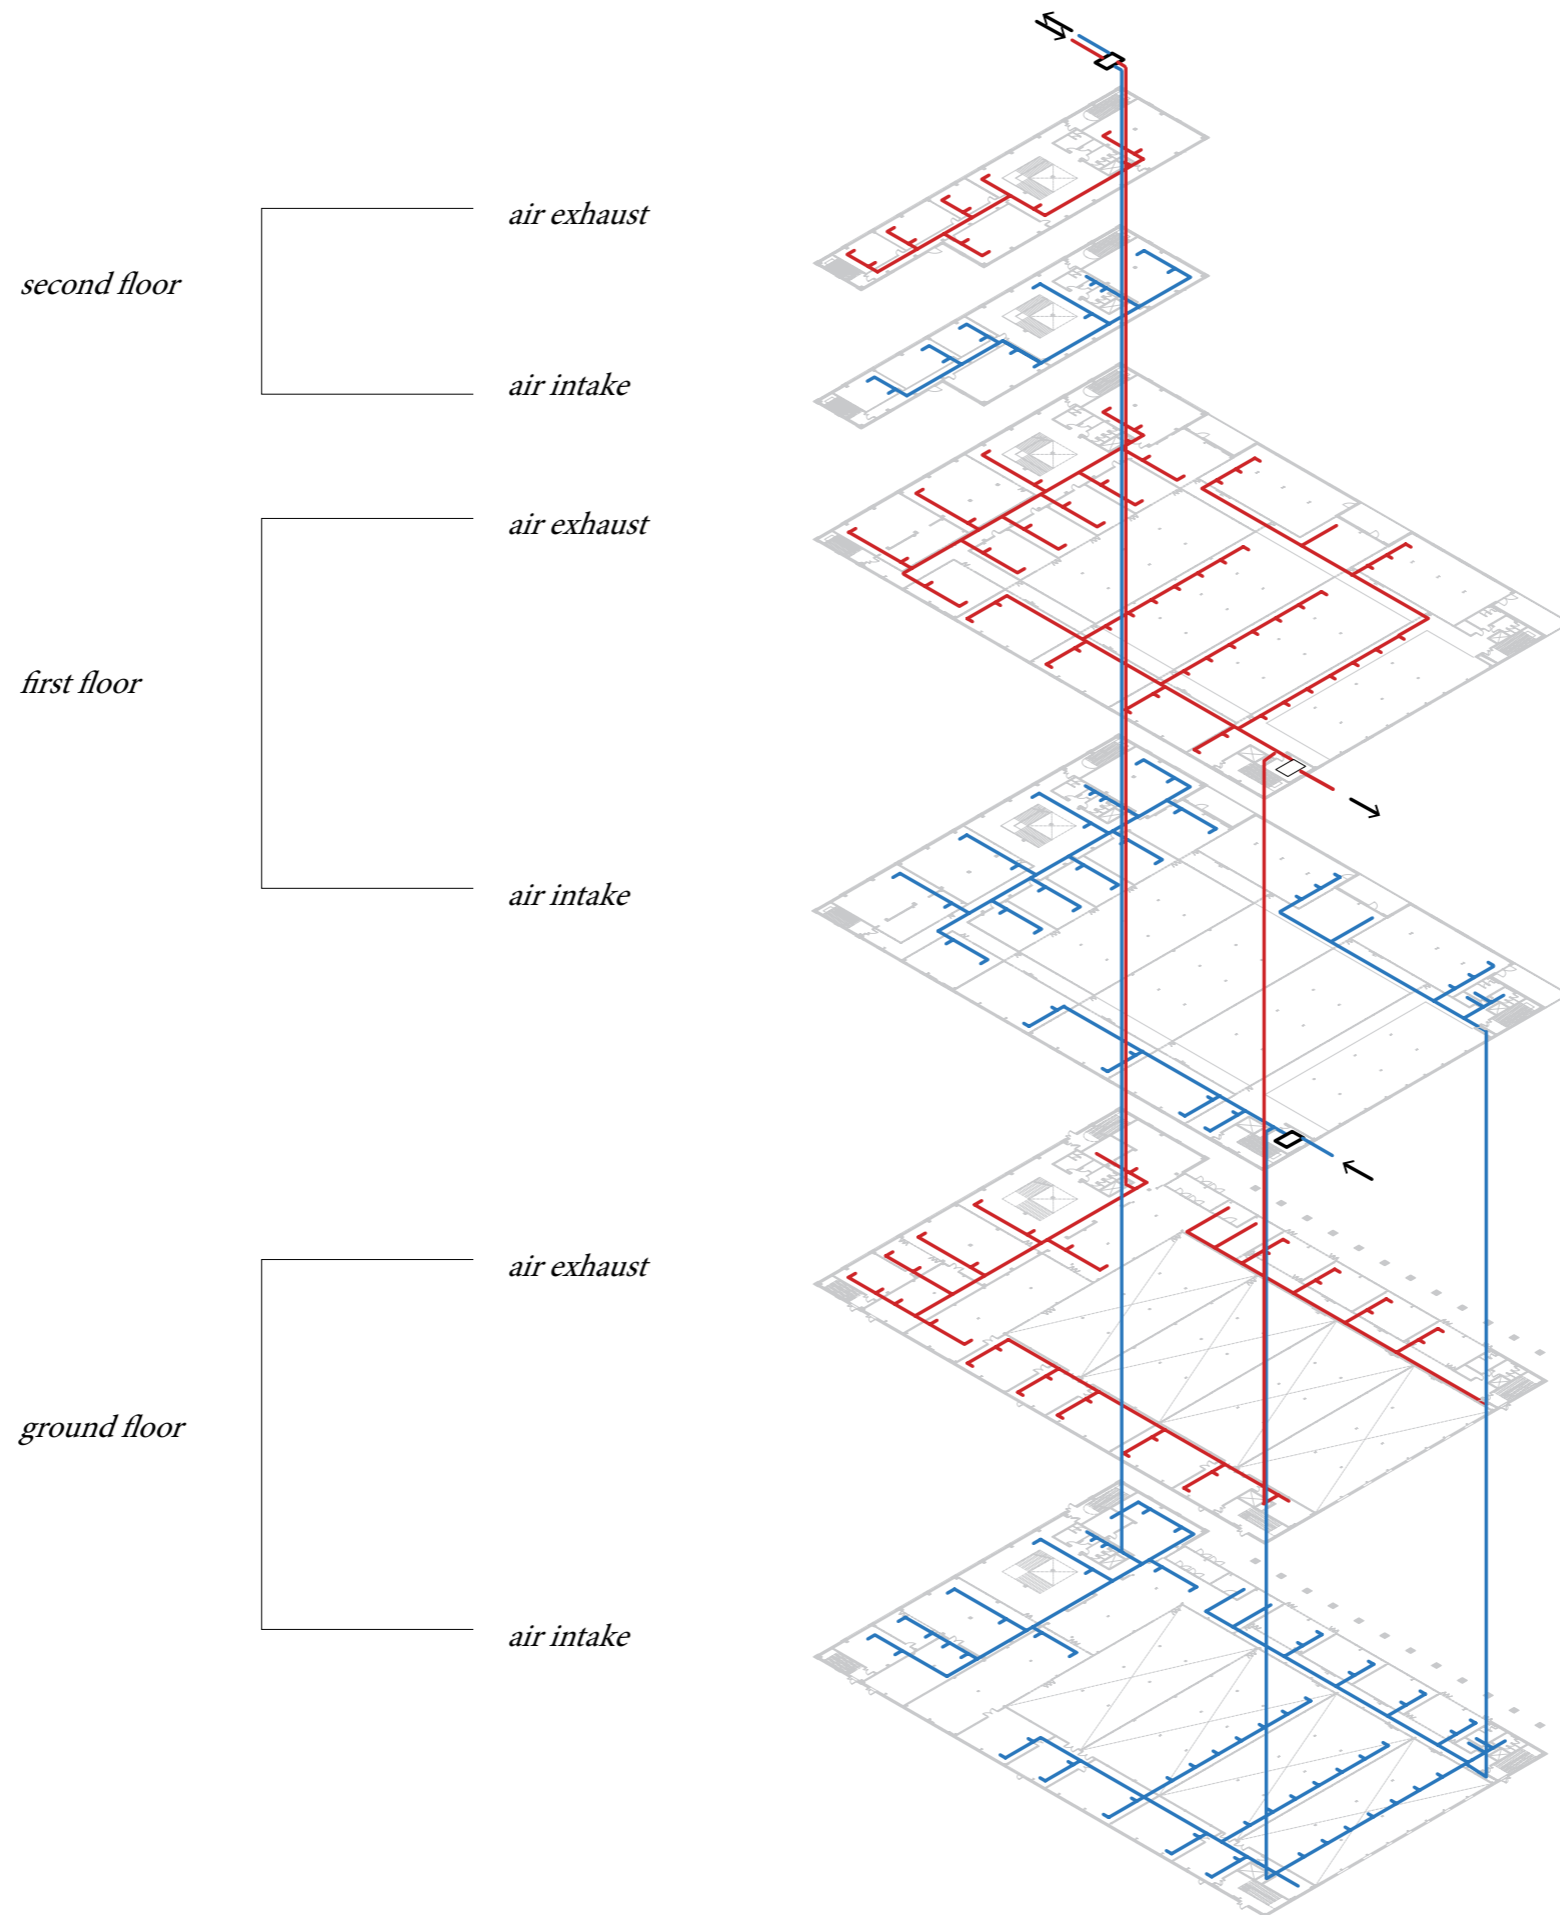 air exhaust
second floor
air intake
air exhaust
first floor
air intake
air exhaust
ground floor
air intake